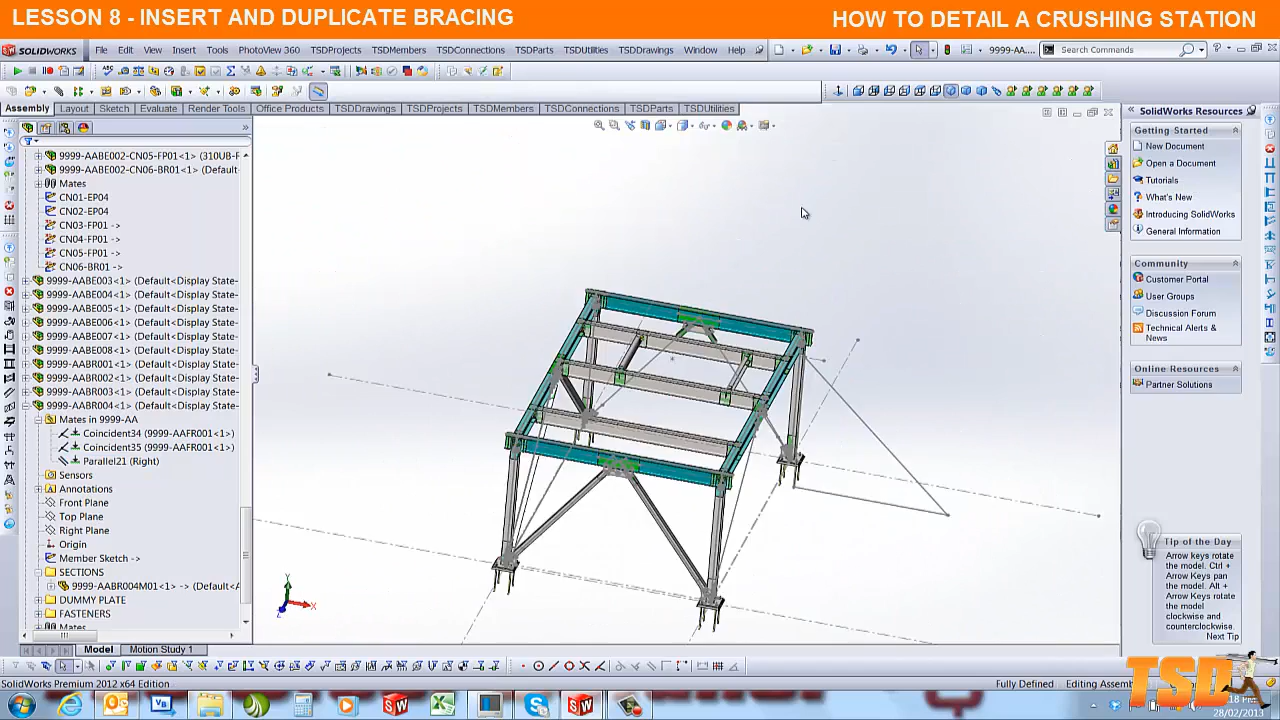 LESSON 8 - INSERT AND DUPLICATE BRACING
HOW TO DETAIL A CRUSHING STATION
SOLIDWORKS File Edit View Insert Tools PhotoView 360 TSDProjects TSDMembers TSDConnections TSDParts TSDUtilities TSDDrawings Window Help 9999-AA.... Search Commands
Assembly Layout Sketch Evaluate Render Tools Office Products TSDDrawings TSDProjects TSDMembers TSDConnections TSDParts TSDUtilities
9999-AABE002-CN05-FP01<1> (310UB-F
9999-AABE002-CN06-BR01<1> (Default
Mates
CN01-EP04
CN02-EP04
CN03-FP01 ->
CN04-FP01 ->
CN05-FP01 ->
CN06-BR01 ->
9999-AABE003<1> (Default<Display State-
9999-AABE004<1> (Default<Display State-
9999-AABE005<1> (Default<Display State-
9999-AABE006<1> (Default<Display State-
9999-AABE007<1> (Default<Display State-
9999-AABE008<1> (Default<Display State-
9999-AABR001<1> (Default<Display State-
9999-AABR002<1> (Default<Display State-
9999-AABR003<1> (Default<Display State-
9999-AABR004<1> (Default<Display State-
Mates in 9999-AA
Coincident34 (9999-AAFR001<1>)
Coincident35 (9999-AAFR001<1>)
Parallel21 (Right)
Sensors
Annotations
Front Plane
Top Plane
Right Plane
Origin
Member Sketch ->
SECTIONS
9999-AABR004M01<1> -> (Default<A
DUMMY PLATE
FASTENERS
Mates
Y
X
Z
SolidWorks Resources
Getting Started
New Document
Open a Document
Tutorials
What's New
Introducing SolidWorks
General Information
Community
Customer Portal
User Groups
Discussion Forum
Technical Alerts &
News
Online Resources
Partner Solutions
Tip of the Day
Arrow keys rotate
the model. Ctrl +
Arrow Keys pan
the model. Alt +
Arrow Keys rotate
the model
clockwise and
counterclockwise.
Next Tip
Model Motion Study 1
SolidWorks Premium 2012 x64 Edition
Fully Defined Editing Assemb
TSD
28/02/2013